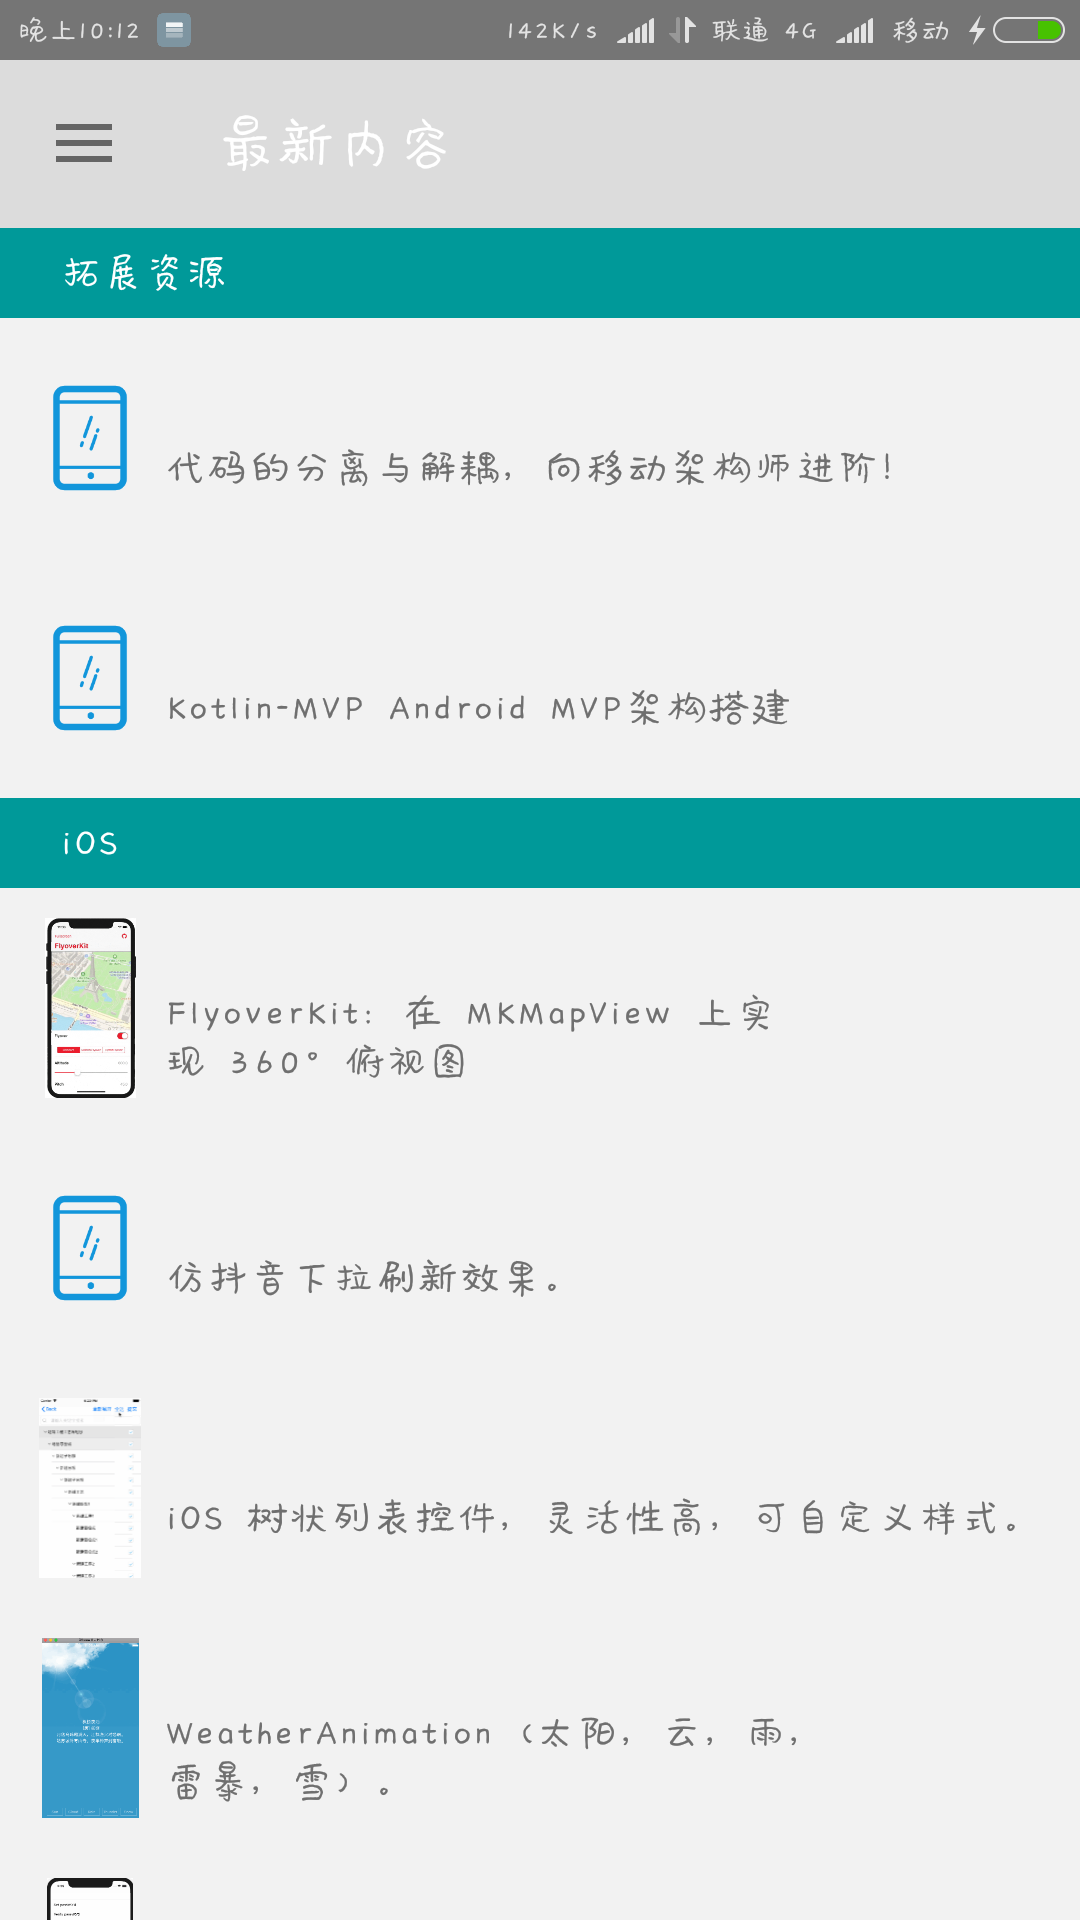 晚上10:12 142K/s 联通 4G 移动
最新内容
拓展资源
代码的分离与解耦，向移动架构师进阶!
Kotlin-MVP Android MVP架构搭建
iOS
FlyoverKit
FlyoverKit: 在 MKMapView 上实
现 360° 俯视图
仿抖音下拉刷新效果。
iOS 树状列表控件，灵活性高，可自定义样式。
WeatherAnimation（太阳，云，雨，
雷暴，雪）。